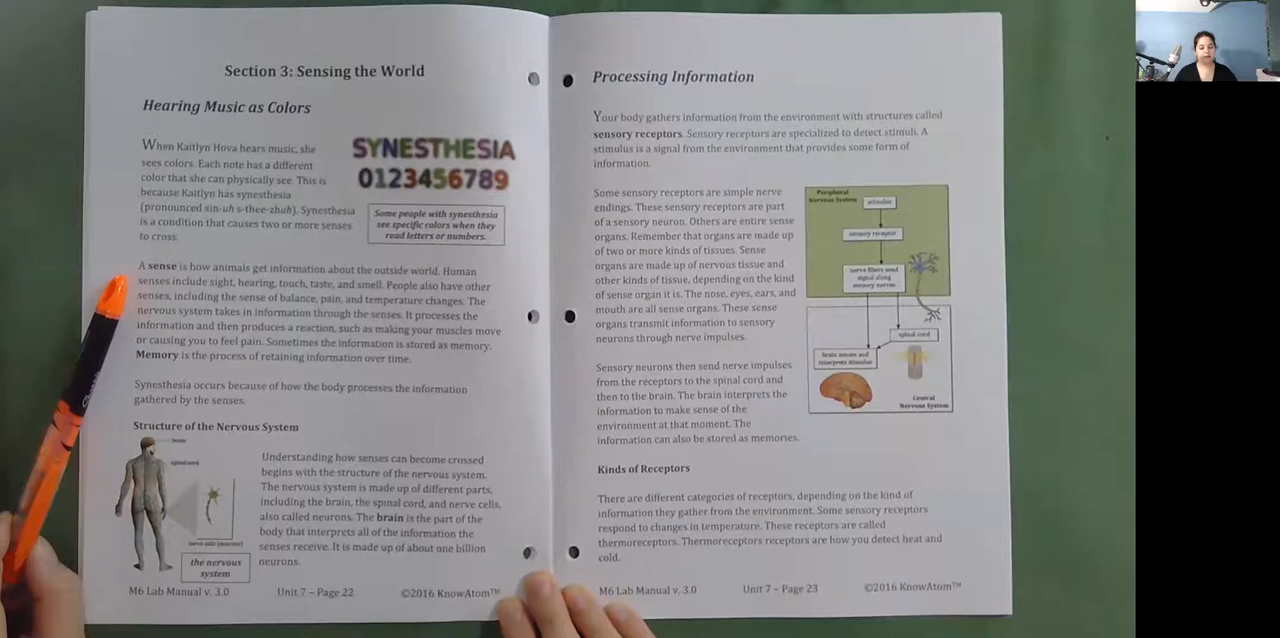 Section 3: Sensing the World
Hearing Music as Colors
When Kaitlyn Hova hears music, she
sees colors. Each note has a different
color that she can physically see. This is
because Kaitlyn has synesthesia
(pronounced sin-uh s-thee-zhuh). Synesthesia
is a condition that causes two or more senses
to cross.
SYNESTHESIA
0123456789
Some people with synesthesia
see specific colors when they
read letters or numbers.
A sense is how animals get information about the outside world. Human
senses include sight, hearing, touch, taste, and smell. People also have other
senses, including the sense of balance, pain, and temperature changes. The
nervous system takes in information through the senses. It processes the
information and then produces a reaction, such as making your muscles move
or causing you to feel pain. Sometimes the information is stored as memory.
Memory is the process of retaining information over time.
Synesthesia occurs because of how the body processes the information
gathered by the senses.
Structure of the Nervous System
brain
spinal cord
nerve cells (neurons)
the nervous
system
Understanding how senses can become crossed
begins with the structure of the nervous system.
The nervous system is made up of different parts,
including the brain, the spinal cord, and nerve cells,
also called neurons. The brain is the part of the
body that interprets all of the information the
senses receive. It is made up of about one billion
neurons.
M6 Lab Manual v. 3.0 Unit 7 – Page 22 ©2016 KnowAtom™
Processing Information
Your body gathers information from the environment with structures called
sensory receptors. Sensory receptors are specialized to detect stimuli. A
stimulus is a signal from the environment that provides some form of
information.
Some sensory receptors are simple nerve
endings. These sensory receptors are part
of a sensory neuron. Others are entire sense
organs. Remember that organs are made up
of two or more kinds of tissues. Sense
organs are made up of nervous tissue and
other kinds of tissue, depending on the kind
of sense organ it is. The nose, eyes, ears, and
mouth are all sense organs. These sense
organs transmit information to sensory
neurons through nerve impulses.
Sensory neurons then send nerve impulses
from the receptors to the spinal cord and
then to the brain. The brain interprets the
information to make sense of the
environment at that moment. The
information can also be stored as memories.
Peripheral
Nervous System
stimulus
sensory receptor
nerve fibers send
signal along
sensory nerves
spinal cord
brain senses and
interprets stimulus
Central
Nervous System
Kinds of Receptors
There are different categories of receptors, depending on the kind of
information they gather from the environment. Some sensory receptors
respond to changes in temperature. These receptors are called
thermoreceptors. Thermoreceptors receptors are how you detect heat and
cold.
M6 Lab Manual v. 3.0 Unit 7 – Page 23 ©2016 KnowAtom™